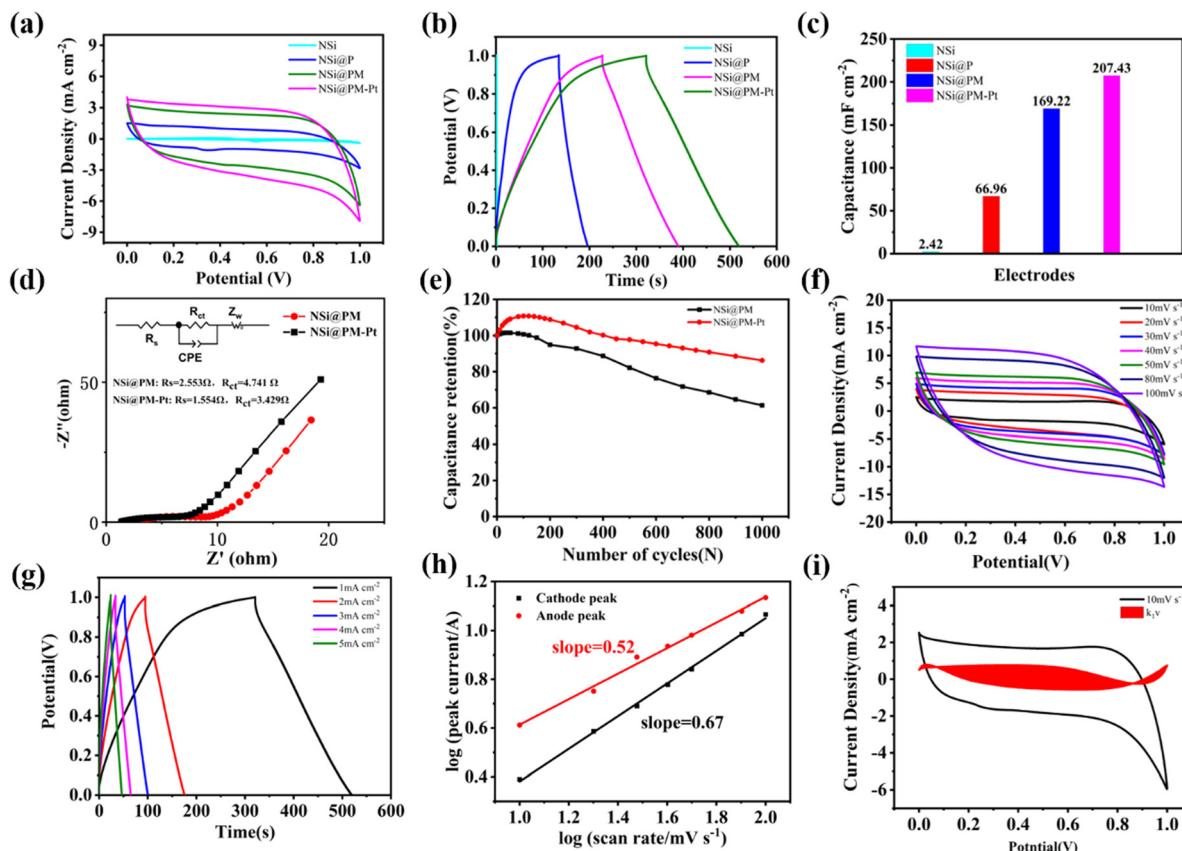 (a)
Current Density (mA cm-2)
9
6
3
0
-3
-6
-9
0.0 0.2 0.4 0.6 0.8 1.0
Potential (V)
NSi
NSi@P
NSi@PM
NSi@PM-Pt
(b)
Potential (V)
1.0
0.8
0.6
0.4
0.2
0.0
0 100 200 300 400 500 600
Time (s)
NSi
NSi@P
NSi@PM
NSi@PM-Pt
(c)
Capacitance (mF cm-2)
250
200
150
100
50
0
NSi
NSi@P
NSi@PM
NSi@PM-Pt
2.42
66.96
169.22
207.43
Electrodes
(d)
-Z''(ohm)
50
0
0 10 20
Z' (ohm)
Rs
Rct
Zw
CPE
NSi@PM
NSi@PM-Pt
NSi@PM: Rs=2.553Ω, Rct=4.741 Ω
NSi@PM-Pt: Rs=1.554Ω, Rct=3.429Ω
(e)
Capacitance retention(%)
120
100
80
60
40
20
0
0 200 400 600 800 1000
Number of cycles(N)
NSi@PM
NSi@PM-Pt
(f)
Current Density(mA cm-2)
25
20
15
10
5
0
-5
-10
-15
-20
0.0 0.2 0.4 0.6 0.8 1.0
Potential(V)
10mV s-1
20mV s-1
30mV s-1
40mV s-1
50mV s-1
80mV s-1
100mV s-1
(g)
Potential(V)
1.0
0.8
0.6
0.4
0.2
0.0
0 100 200 300 400 500 600
Time(s)
1mA cm-2
2mA cm-2
3mA cm-2
4mA cm-2
5mA cm-2
(h)
log (peak current/A)
1.2
1.0
0.8
0.6
0.4
1.0 1.2 1.4 1.6 1.8 2.0
log (scan rate/mV s-1)
Cathode peak
Anode peak
slope=0.52
slope=0.67
(i)
Current Density(mA cm-2)
4
2
0
-2
-4
-6
0.0 0.2 0.4 0.6 0.8 1.0
Potntial(V)
10mV s-
k1v